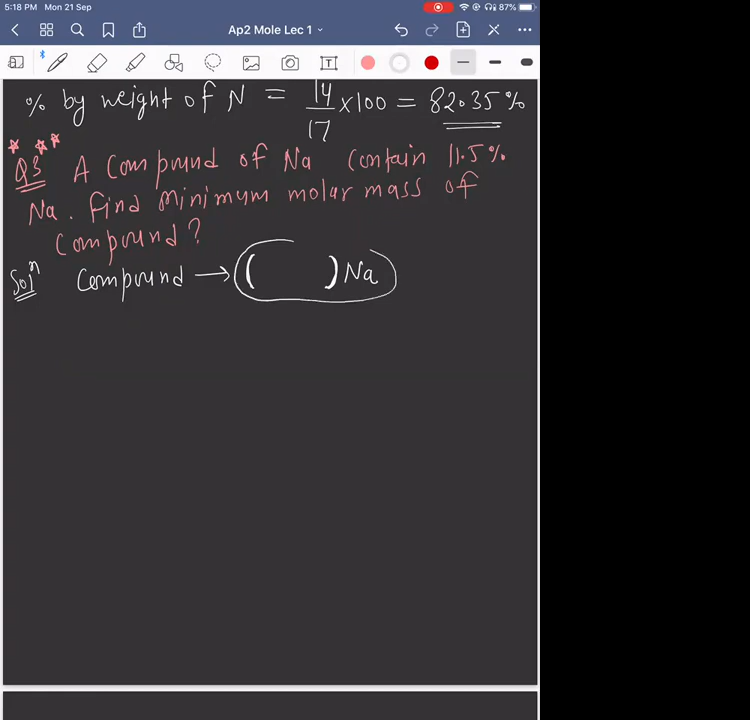 5:18 PM Mon 21 Sep
87%
Ap2 Mole Lec 1
% by weight of N = 14/17 x 100 = 82.35%
Q3 A Compound of Na contain 11.5%
Na. Find minimum molar mass of
Compound?
Solⁿ Compound → ( ) Na